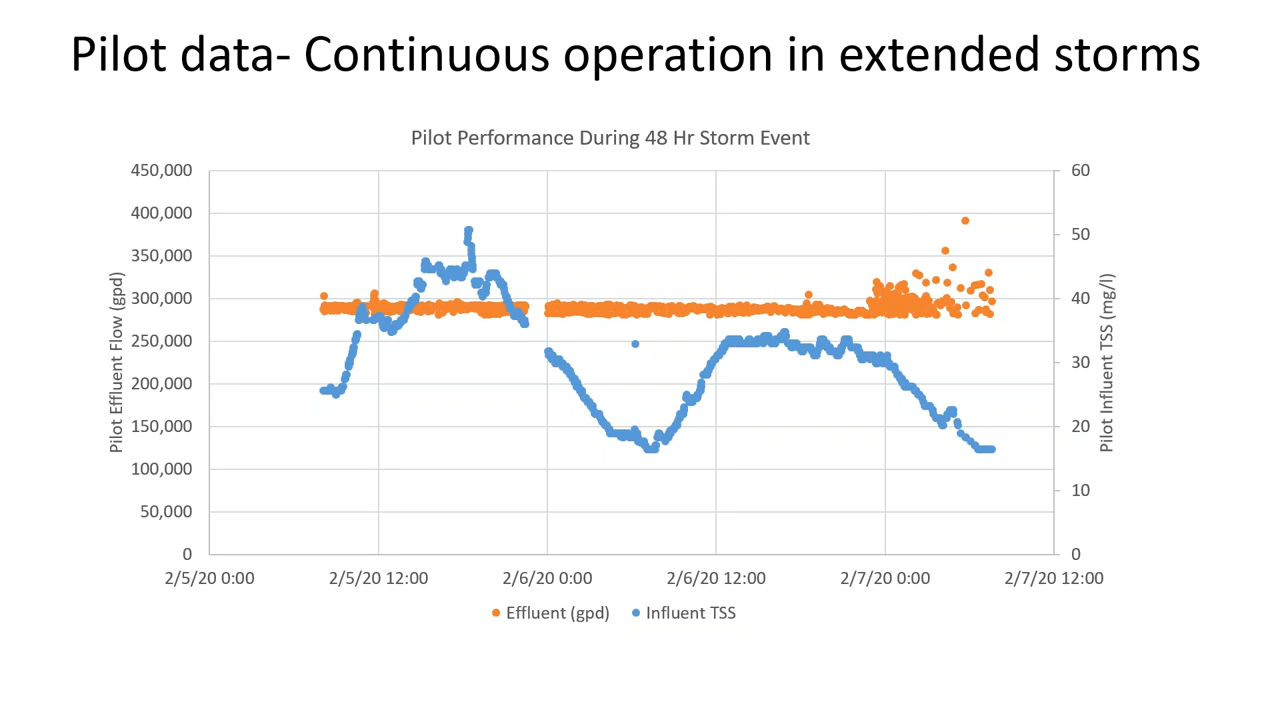 Pilot data- Continuous operation in extended storms
Pilot Performance During 48 Hr Storm Event
Pilot Effluent Flow (gpd)
450,000
400,000
350,000
300,000
250,000
200,000
150,000
100,000
50,000
0
60
50
40
30
20
10
0
Pilot Influent TSS (mg/l)
2/5/20 0:00 2/5/20 12:00 2/6/20 0:00 2/6/20 12:00 2/7/20 0:00 2/7/20 12:00
Effluent (gpd) Influent TSS